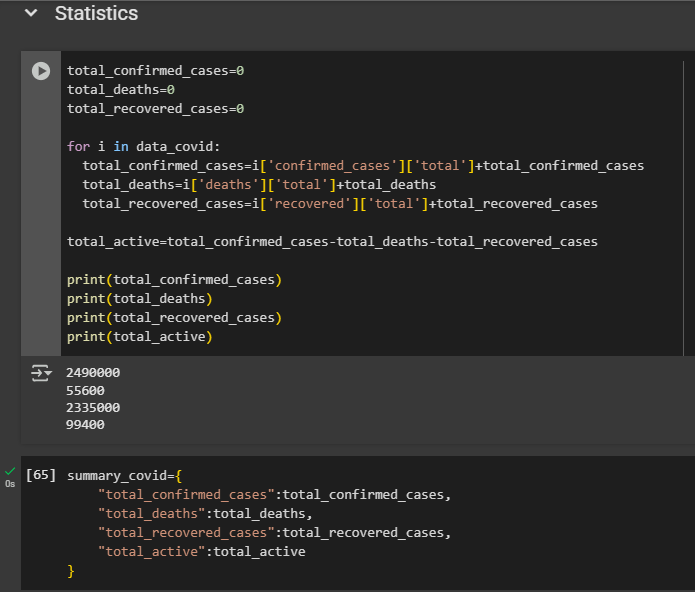 Statistics
total_confirmed_cases=0
total_deaths=0
total_recovered_cases=0
for i in data_covid:
  total_confirmed_cases=i['confirmed_cases']['total']+total_confirmed_cases
  total_deaths=i['deaths']['total']+total_deaths
  total_recovered_cases=i['recovered']['total']+total_recovered_cases
total_active=total_confirmed_cases-total_deaths-total_recovered_cases
print(total_confirmed_cases)
print(total_deaths)
print(total_recovered_cases)
print(total_active)
2490000
55600
2335000
99400
0s
[65] summary_covid={
    "total_confirmed_cases":total_confirmed_cases,
    "total_deaths":total_deaths,
    "total_recovered_cases":total_recovered_cases,
    "total_active":total_active
}